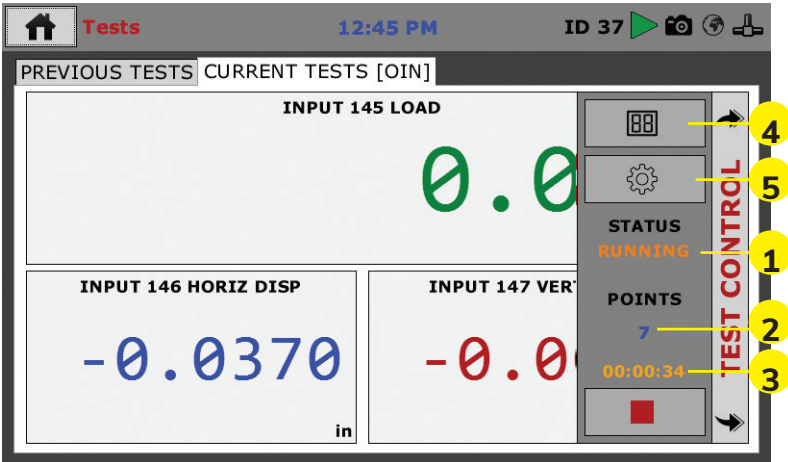 Tests 12:45 PM ID 37
PREVIOUS TESTS CURRENT TESTS [OIN]
INPUT 145 LOAD
0.0
INPUT 146 HORIZ DISP
-0.0370
in
INPUT 147 VER
-0.0
88
STATUS
RUNNING
POINTS
7
00:00:34
TEST CONTROL
4
5
1
2
3